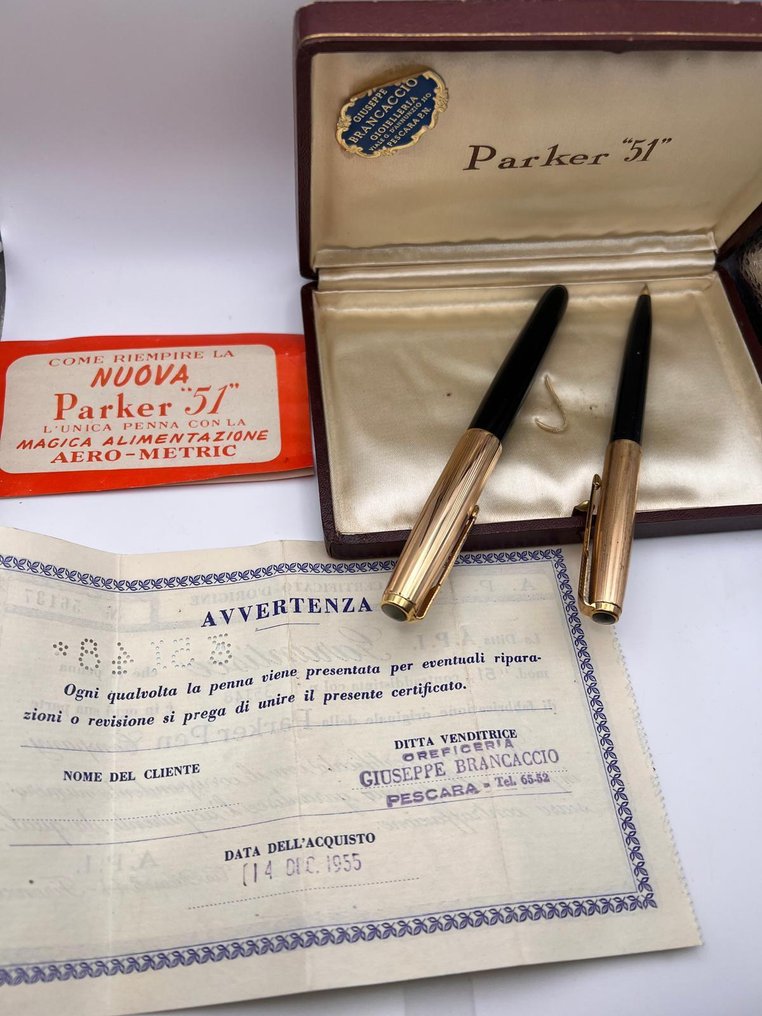 GIUSEPPE
BRANCACCIO
GIOIELLERIA
VIALE G. D'ANNUNZIO 110
PESCARA P.N.
Parker "51"
COME RIEMPIRE LA
NUOVA
Parker "51"
L'UNICA PENNA CON LA
MAGICA ALIMENTAZIONE
AERO-METRIC
AVVERTENZA
Ogni qualvolta la penna viene presentata per eventuali ripara-
zioni o revisione si prega di unire il presente certificato.
NOME DEL CLIENTE
DITTA VENDITRICE
OREFICERIA
GIUSEPPE BRANCACCIO
PESCARA - Tel. 65-52
DATA DELL'ACQUISTO
14 DIC. 1955